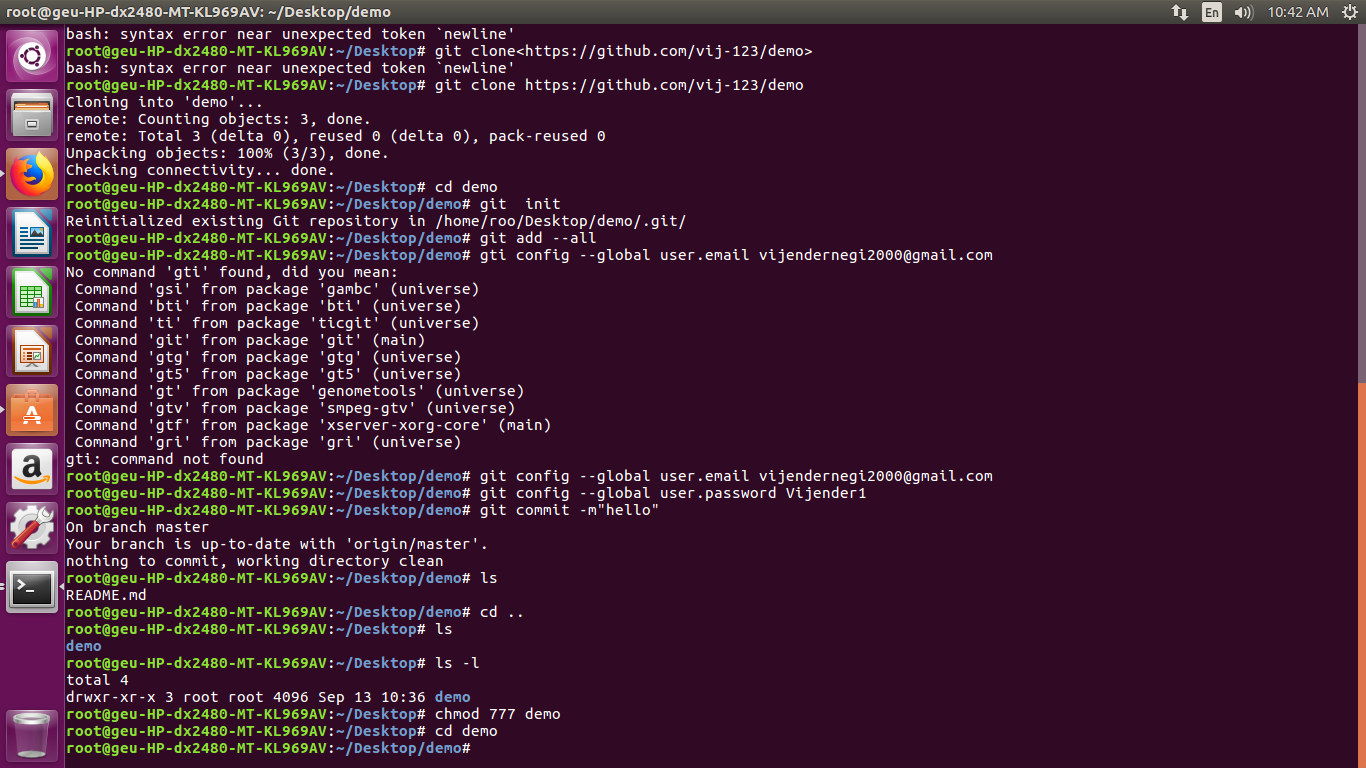 root@geu-HP-dx2480-MT-KL969AV: ~/Desktop/demo
En
10:42 AM
bash: syntax error near unexpected token `newline'
root@geu-HP-dx2480-MT-KL969AV:~/Desktop# git clone<https://github.com/vij-123/demo>
bash: syntax error near unexpected token `newline'
root@geu-HP-dx2480-MT-KL969AV:~/Desktop# git clone https://github.com/vij-123/demo
Cloning into 'demo'...
remote: Counting objects: 3, done.
remote: Total 3 (delta 0), reused 0 (delta 0), pack-reused 0
Unpacking objects: 100% (3/3), done.
Checking connectivity... done.
root@geu-HP-dx2480-MT-KL969AV:~/Desktop# cd demo
root@geu-HP-dx2480-MT-KL969AV:~/Desktop/demo# git  init
Reinitialized existing Git repository in /home/roo/Desktop/demo/.git/
root@geu-HP-dx2480-MT-KL969AV:~/Desktop/demo# git add --all
root@geu-HP-dx2480-MT-KL969AV:~/Desktop/demo# gti config --global user.email vijendernegi2000@gmail.com
No command 'gti' found, did you mean:
 Command 'gsi' from package 'gambc' (universe)
 Command 'bti' from package 'bti' (universe)
 Command 'ti' from package 'ticgit' (universe)
 Command 'git' from package 'git' (main)
 Command 'gtg' from package 'gtg' (universe)
 Command 'gt5' from package 'gt5' (universe)
 Command 'gt' from package 'genometools' (universe)
 Command 'gtv' from package 'smpeg-gtv' (universe)
 Command 'gtf' from package 'xserver-xorg-core' (main)
 Command 'gri' from package 'gri' (universe)
gti: command not found
root@geu-HP-dx2480-MT-KL969AV:~/Desktop/demo# git config --global user.email vijendernegi2000@gmail.com
root@geu-HP-dx2480-MT-KL969AV:~/Desktop/demo# git config --global user.password Vijender1
root@geu-HP-dx2480-MT-KL969AV:~/Desktop/demo# git commit -m"hello"
On branch master
Your branch is up-to-date with 'origin/master'.
nothing to commit, working directory clean
root@geu-HP-dx2480-MT-KL969AV:~/Desktop/demo# ls
README.md
root@geu-HP-dx2480-MT-KL969AV:~/Desktop/demo# cd ..
root@geu-HP-dx2480-MT-KL969AV:~/Desktop# ls
demo
root@geu-HP-dx2480-MT-KL969AV:~/Desktop# ls -l
total 4
drwxr-xr-x 3 root root 4096 Sep 13 10:36 demo
root@geu-HP-dx2480-MT-KL969AV:~/Desktop# chmod 777 demo
root@geu-HP-dx2480-MT-KL969AV:~/Desktop# cd demo
root@geu-HP-dx2480-MT-KL969AV:~/Desktop/demo#